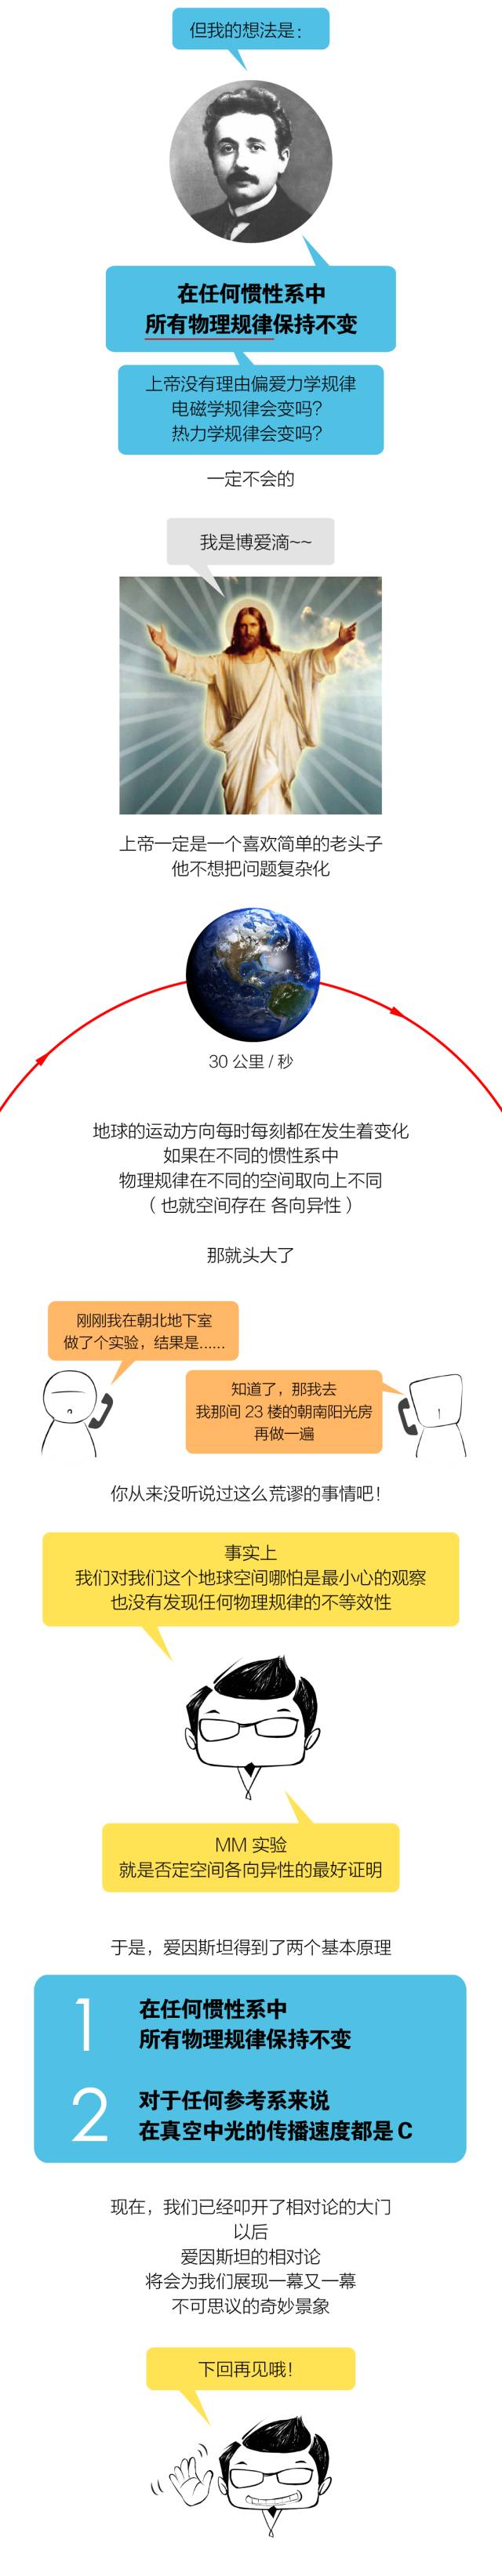 但我的想法是：
在任何惯性系中
所有物理规律保持不变
上帝没有理由偏爱力学规律
电磁学规律会变吗？
热力学规律会变吗？
一定不会的
我是博爱滴~~
上帝一定是一个喜欢简单的老头子
他不想把问题复杂化
30 公里 / 秒
地球的运动方向每时每刻都在发生着变化
如果在不同的惯性系中
物理规律在不同的空间取向上不同
（ 也就空间存在 各向异性 ）
那就头大了
刚刚我在朝北地下室
做了个实验，结果是......
知道了，那我去
我那间 23 楼的朝南阳光房
再做一遍
你从来没听说过这么荒谬的事情吧！
事实上
我们对我们这个地球空间哪怕是最小心的观察
也没有发现任何物理规律的不等效性
MM 实验
就是否定空间各向异性的最好证明
于是，爱因斯坦得到了两个基本原理
1 在任何惯性系中
所有物理规律保持不变
2 对于任何参考系来说
在真空中光的传播速度都是 C
现在，我们已经叩开了相对论的大门
以后
爱因斯坦的相对论
将会为我们展现一幕又一幕
不可思议的奇妙景象
下回再见哦！